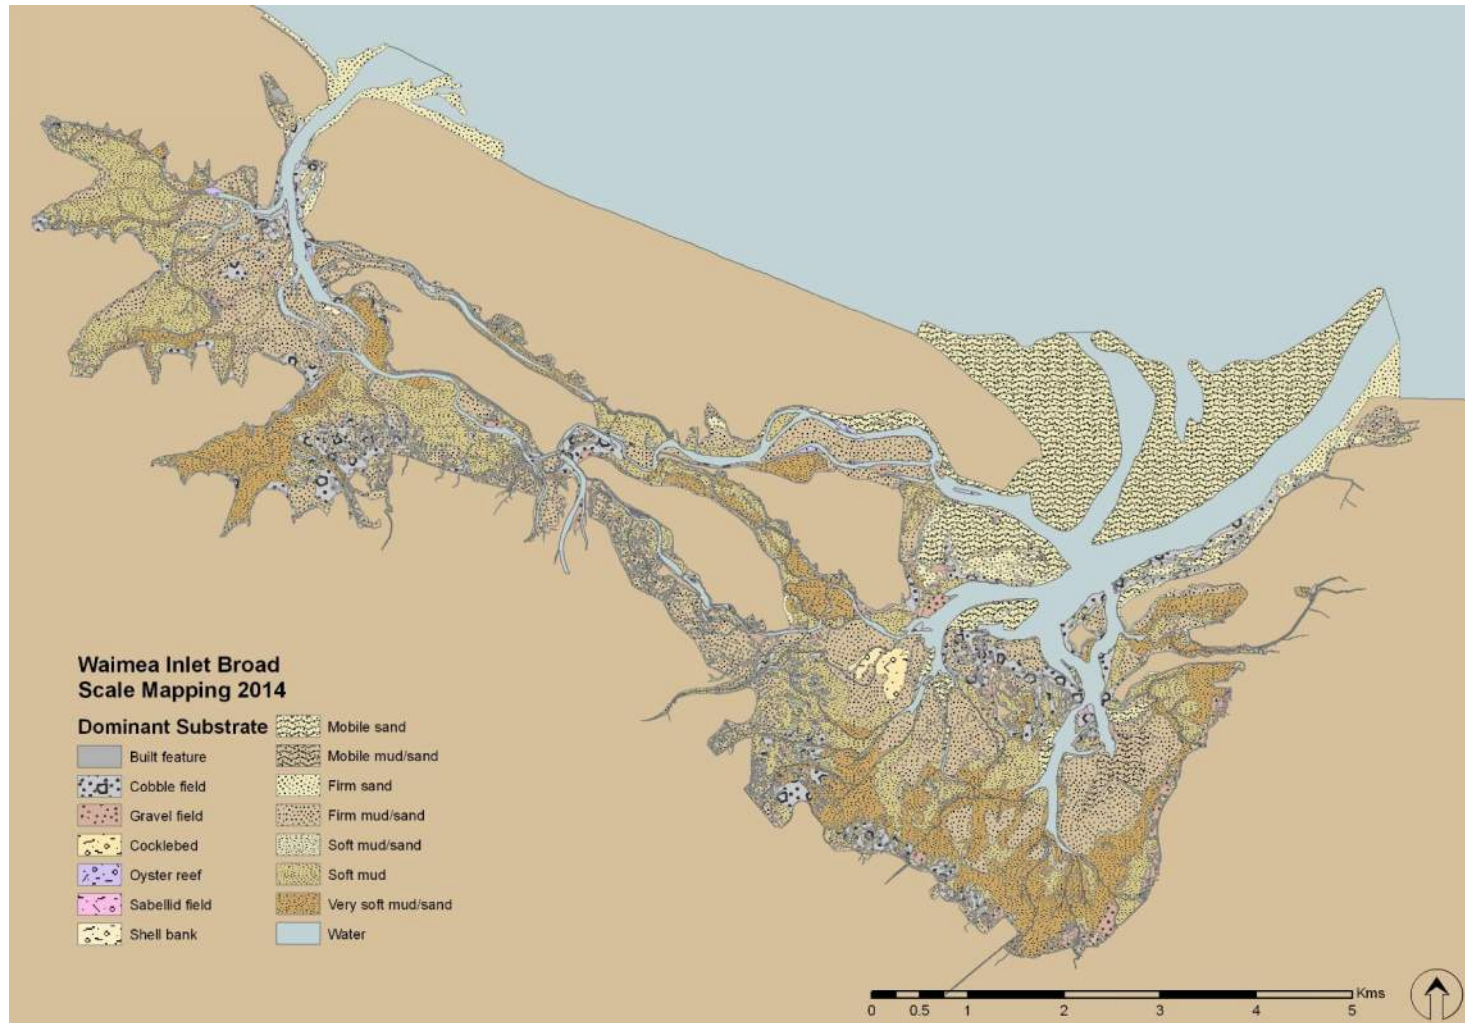 Waimea Inlet Broad
Scale Mapping 2014
Dominant Substrate
Built feature
Cobble field
Gravel field
Cocklebed
Oyster reef
Sabellid field
Shell bank
Mobile sand
Mobile mud/sand
Firm sand
Firm mud/sand
Soft mud/sand
Soft mud
Very soft mud/sand
Water
Kms
0 0.5 1 2 3 4 5